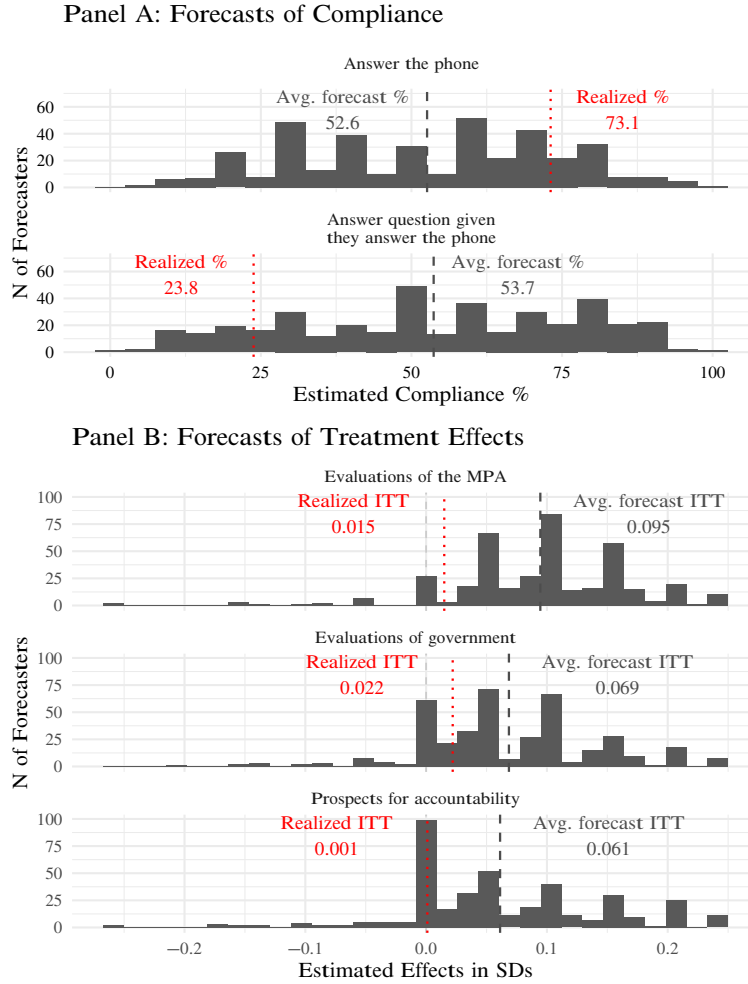 Panel A: Forecasts of Compliance
Answer the phone
Avg. forecast %
52.6
Realized %
73.1
60
40
20
0
Answer question given
they answer the phone
Realized %
23.8
Avg. forecast %
53.7
60
40
20
0
N of Forecasters
0 25 50 75 100
Estimated Compliance %
Panel B: Forecasts of Treatment Effects
Evaluations of the MPA
Realized ITT
0.015
Avg. forecast ITT
0.095
100
75
50
25
0
Evaluations of government
Realized ITT
0.022
Avg. forecast ITT
0.069
100
75
50
25
0
N of Forecasters
Prospects for accountability
Realized ITT
0.001
Avg. forecast ITT
0.061
100
75
50
25
0
−0.2 −0.1 0.0 0.1 0.2
Estimated Effects in SDs